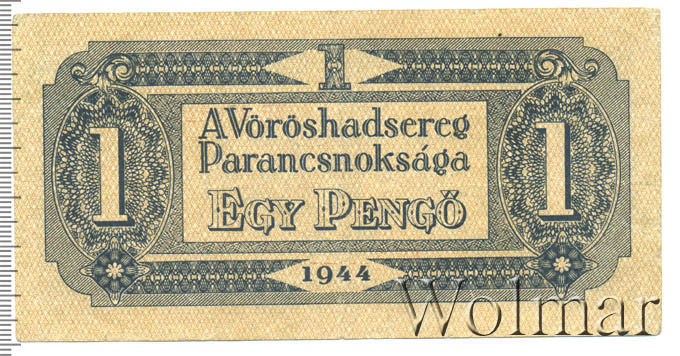 1
A Vöröshadsereg
Parancsnoksága
1 EGY PENGŐ 1
1944
Wolmar